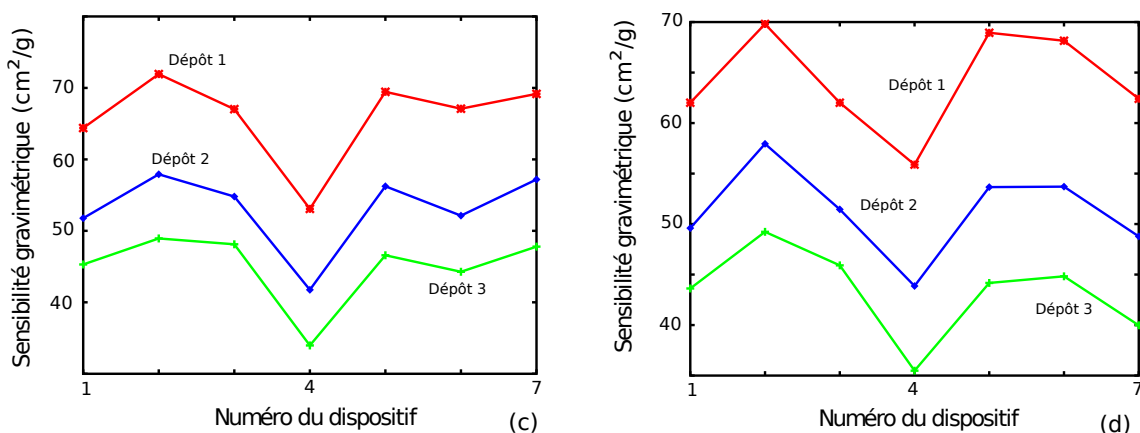 Sensibilité gravimétrique (cm²/g)
70
60
50
40
Dépôt 1
Dépôt 2
Dépôt 3
1
4
7
Numéro du dispositif
(c)
Sensibilité gravimétrique (cm²/g)
70
60
50
40
Dépôt 1
Dépôt 2
Dépôt 3
1
4
7
Numéro du dispositif
(d)